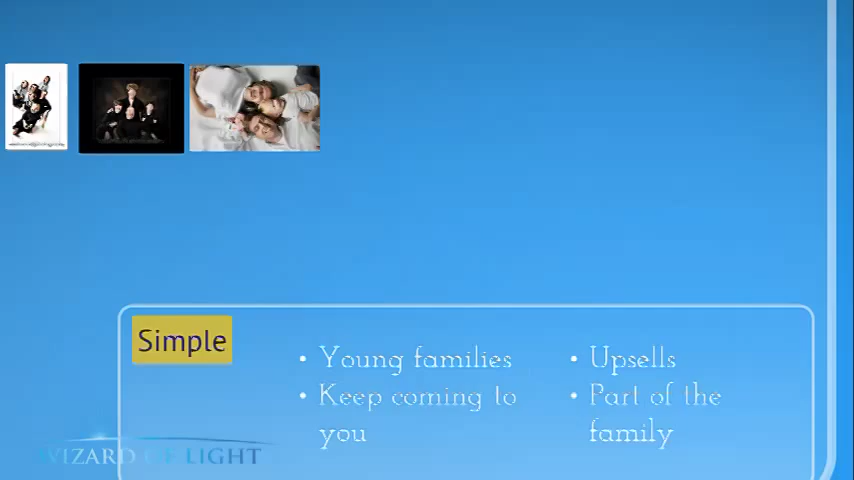 Simple
• Young families
• Keep coming to
you
• Upsells
• Part of the
family
WIZARD OF LIGHT